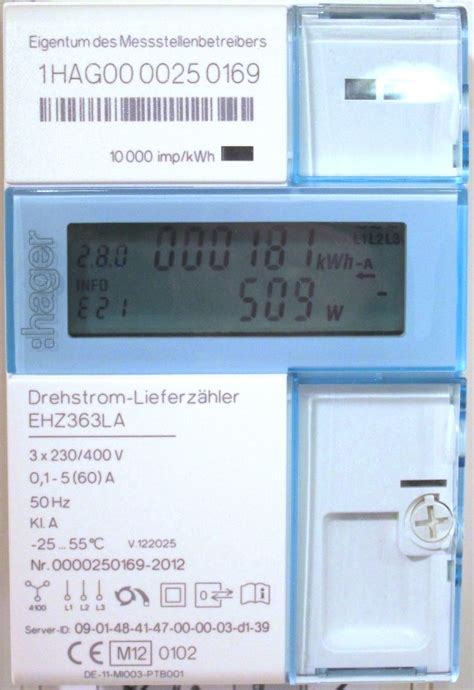 Eigentum des Messstellenbetreibers
1HAG00 0025 0169
10 000 imp/kWh
:hager
L1L2L3
2.8.0 000181 kWh-A
INFO
E21 509 W
Drehstrom-Lieferzähler
EHZ363LA
3 x 230/400 V
0,1 - 5 (60) A
50 Hz
Kl. A
-25 ... 55°C V.122025
Nr. 0000250169-2012
0
4100 L1 L2 L3
Server-ID: 09-01-48-41-47-00-00-03-d1-39
CE M12 0102
DE-11-MI003-PTB001